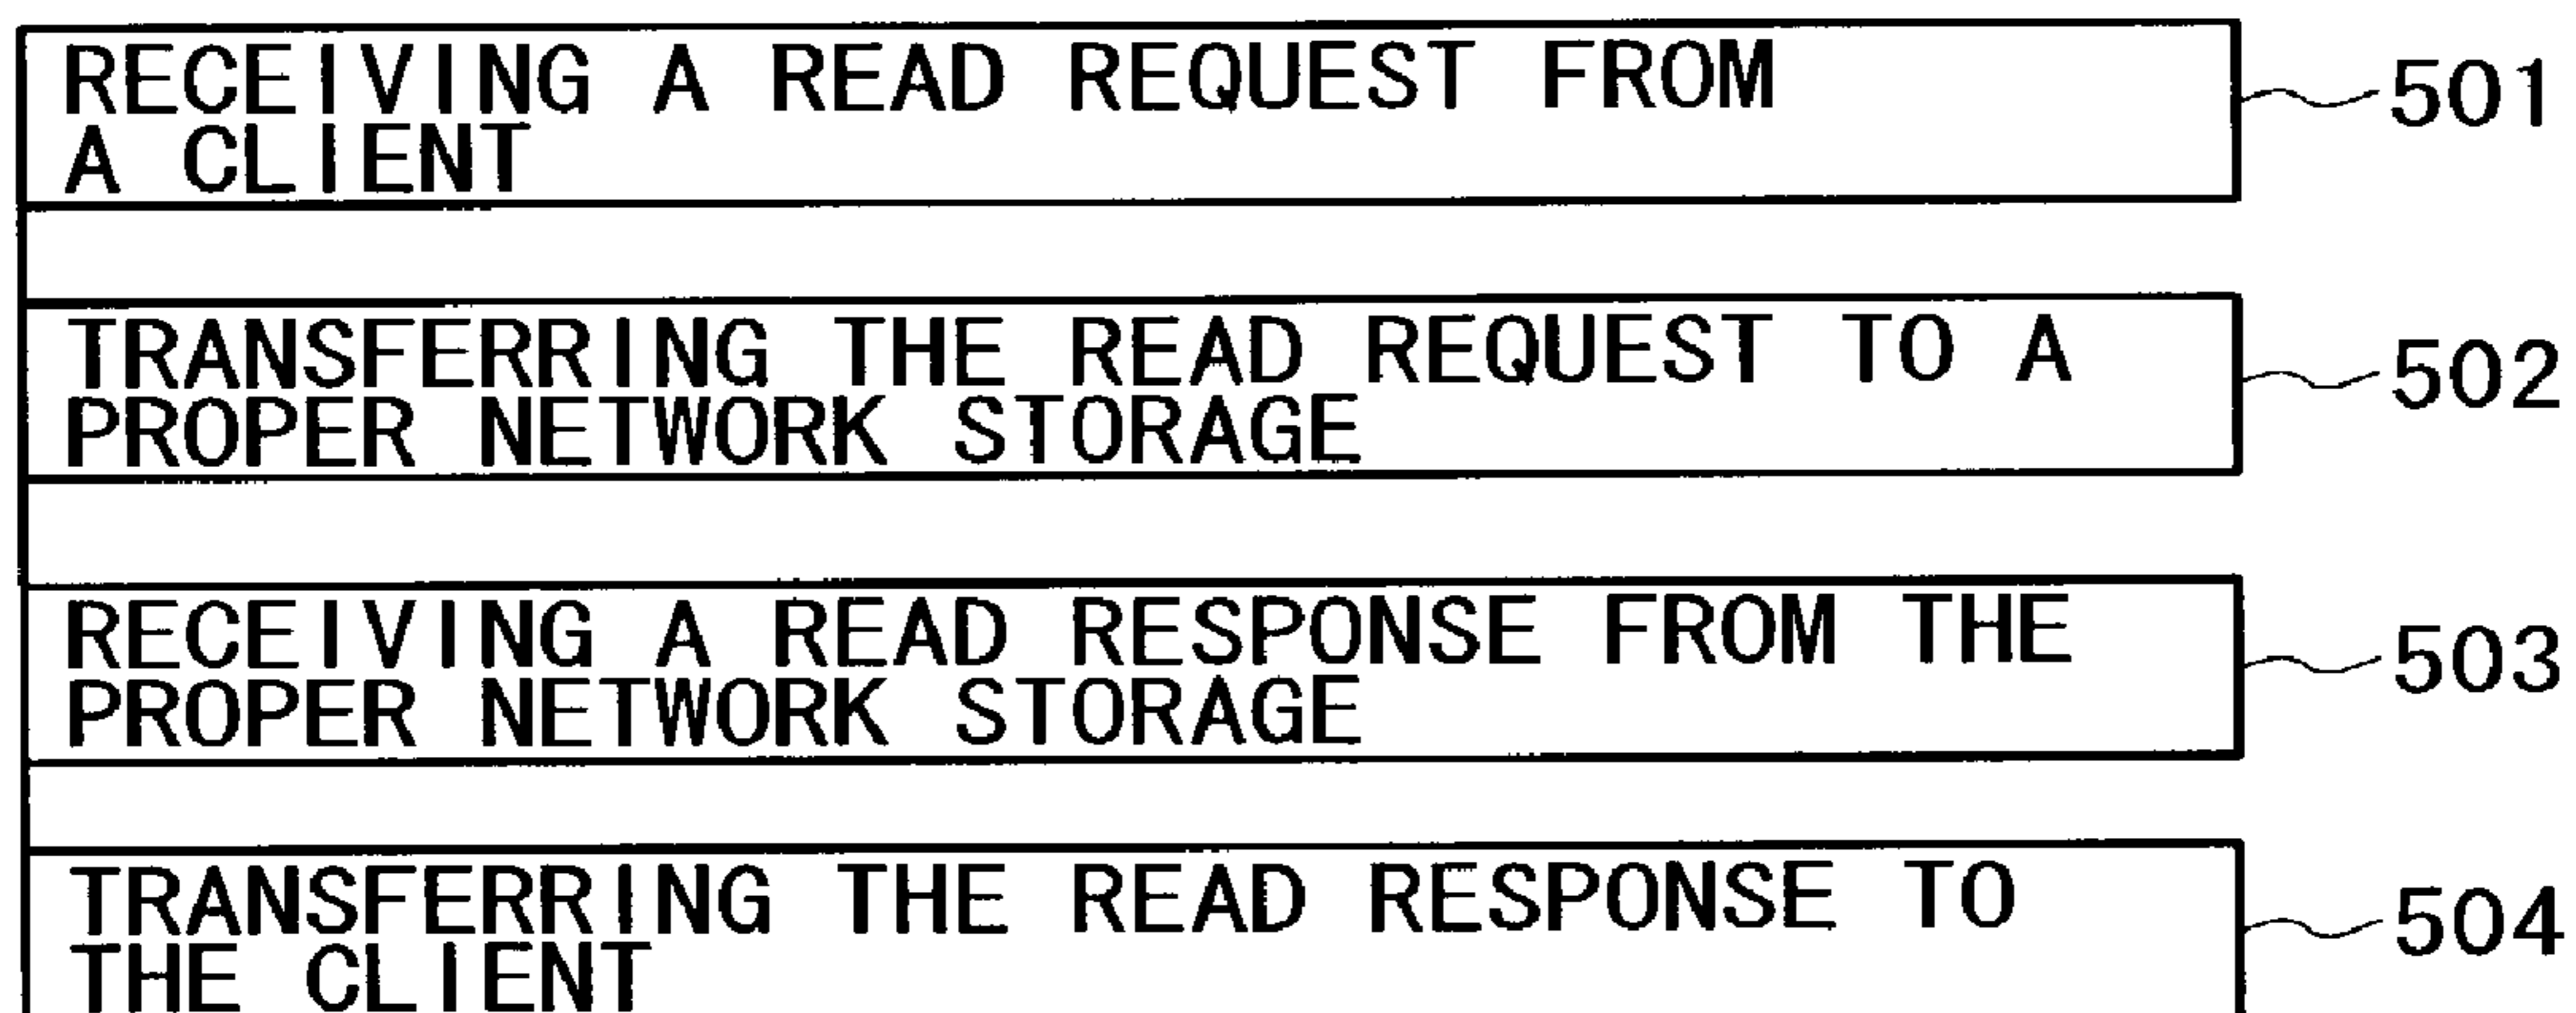 RECEIVING A READ REQUEST FROM
A CLIENT
501
TRANSFERRING THE READ REQUEST TO A
PROPER NETWORK STORAGE
502
RECEIVING A READ RESPONSE FROM THE
PROPER NETWORK STORAGE
503
TRANSFERRING THE READ RESPONSE TO
THE CLIENT
504